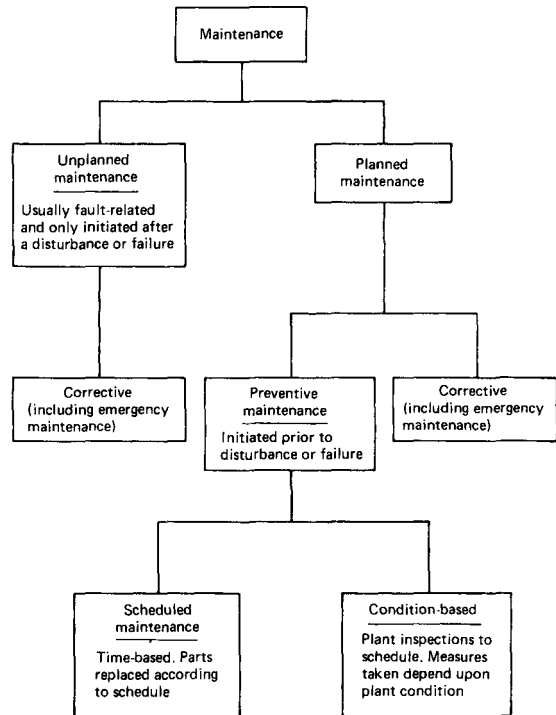 Maintenance
Unplanned
maintenance
Usually fault-related
and only initiated after
a disturbance or failure
Planned
maintenance
Corrective
(including emergency
maintenance)
Preventive
maintenance
Initiated prior to
disturbance or failure
Corrective
(including emergency
maintenance)
Scheduled
maintenance
Time-based. Parts
replaced according
to schedule
Condition-based
Plant inspections to
schedule. Measures
taken depend upon
plant condition